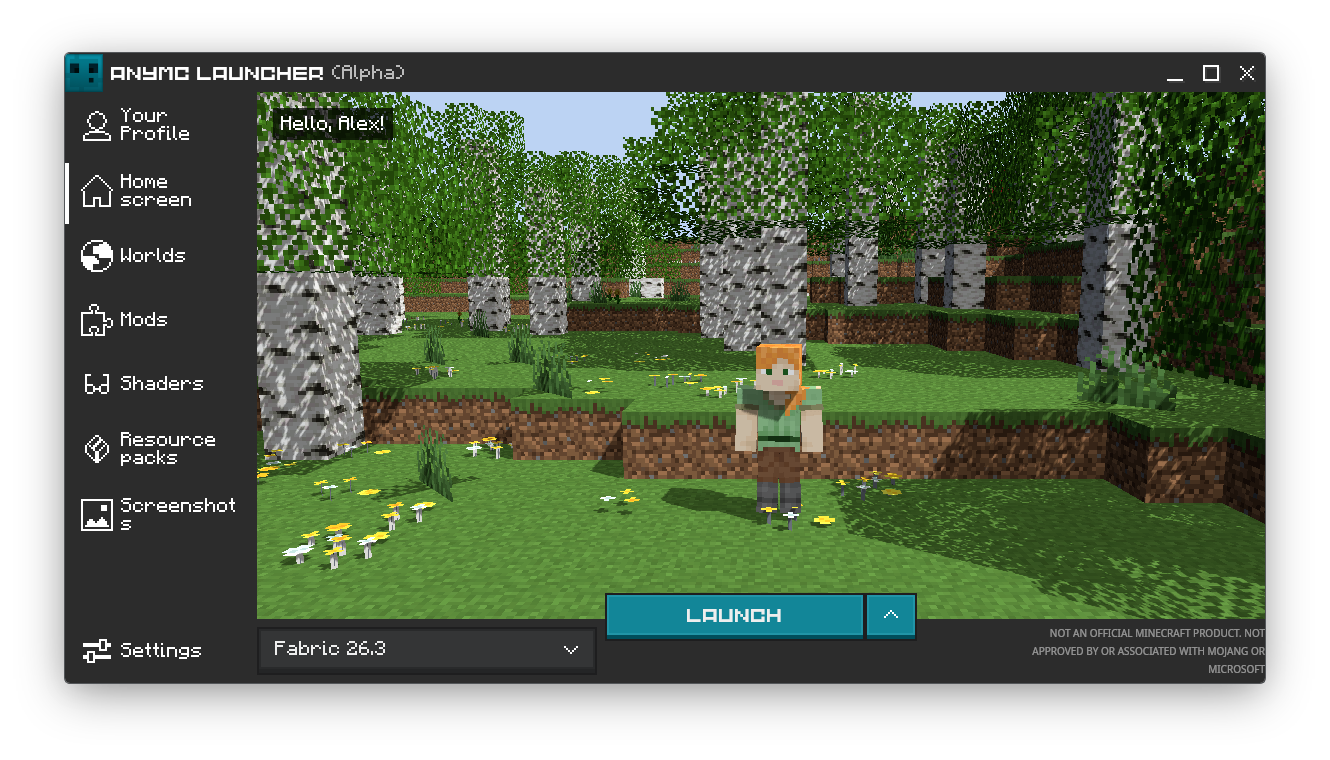 ANYMC LAUNCHER (Alpha)
Your
Profile
Hello, Alex!
Home
screen
Worlds
Mods
Shaders
Resource
packs
Screenshot
s
Settings
Fabric 26.3
LAUNCH
NOT AN OFFICIAL MINECRAFT PRODUCT. NOT
APPROVED BY OR ASSOCIATED WITH MOJANG OR
MICROSOFT